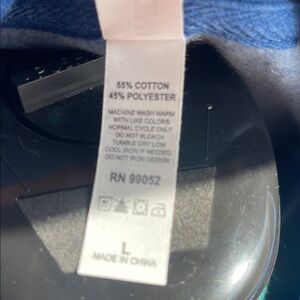 55% COTTON
45% POLYESTER
MACHINE WASH WARM
WITH LIKE COLORS
NORMAL CYCLE ONLY
DO NOT BLEACH
TUMBLE DRY LOW
COOL IRON IF NEEDED
DO NOT IRON DESIGN
RN 99052
L
MADE IN CHINA